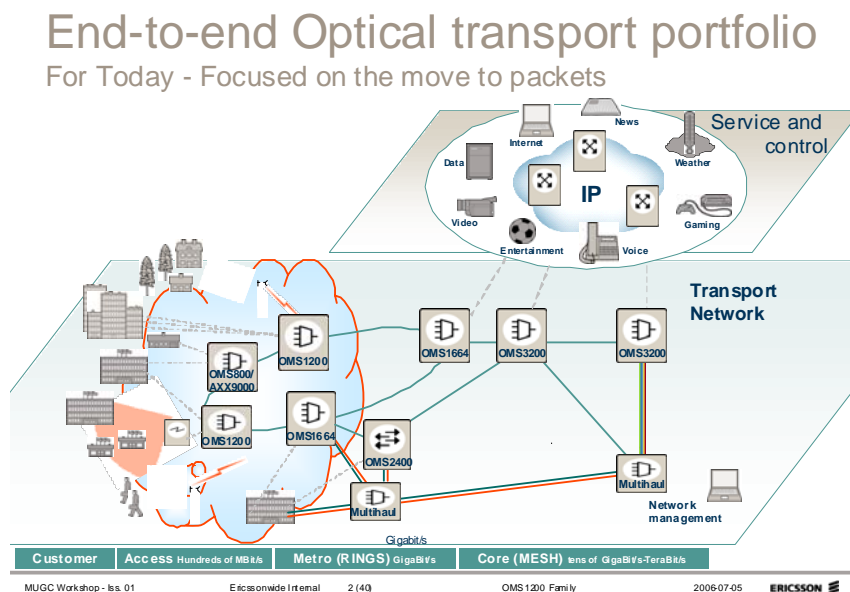 End-to-end Optical transport portfolio
For Today - Focused on the move to packets
Service and
control
News
Internet
Weather
Data
IP
Video
Gaming
Entertainment
Voice
Transport
Network
OMS1200
OMS1664
OMS3200
OMS3200
OMS800/
AXX9000
OMS1200
OMS1664
OMS2400
Multihaul
Multihaul
Network
management
Gigabit/s
Customer
Access Hundreds of MBit/s
Metro (RINGS) GigaBit's
Core (MESH) tens of GigaBit's-TeraBit/s
MUGC Workshop - Iss. 01
Ericssonwide Internal
2 (40)
OMS1200 Family
2006-07-05
ERICSSON